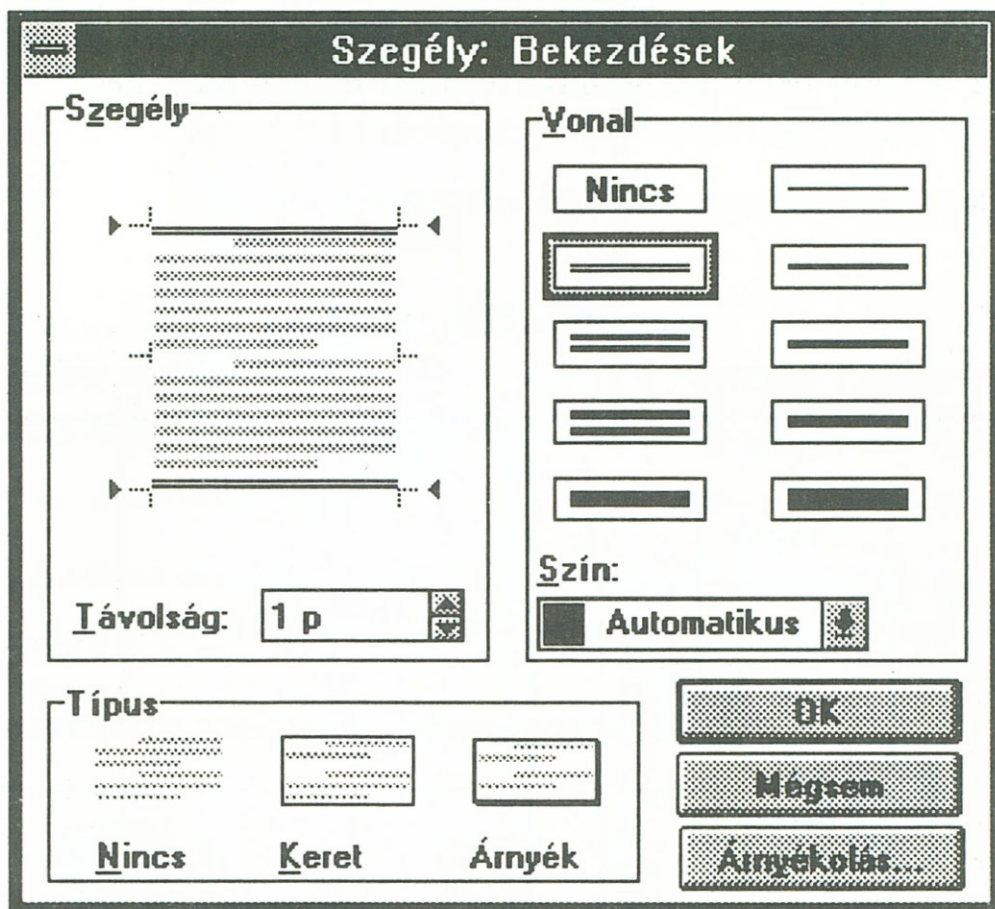 Szegély: Bekezdések
Szegély
Távolság: 1 p
Vonal
Nincs
Szín:
Automatikus
Típus
Nincs Keret Árnyék
OK
Mégsem
Árnyékolás...